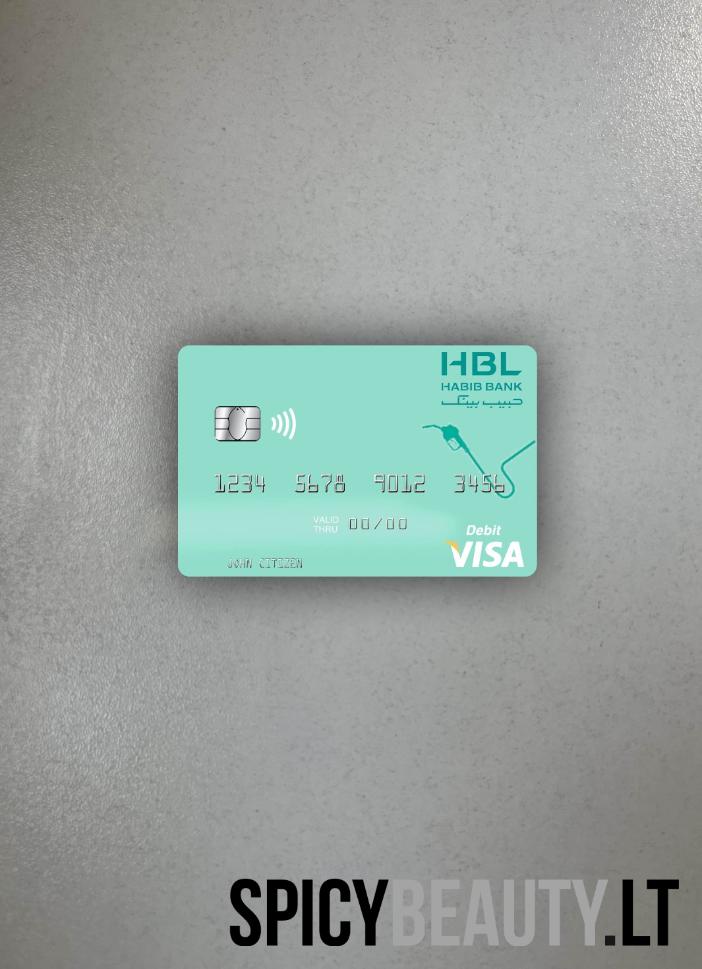 HBL
HABIB BANK
حبیب بینک
1234 5678 9012 3456
VALID
THRU 00/00
Debit
VISA
JOHN CITIZEN
SPICYBEAUTY.LT